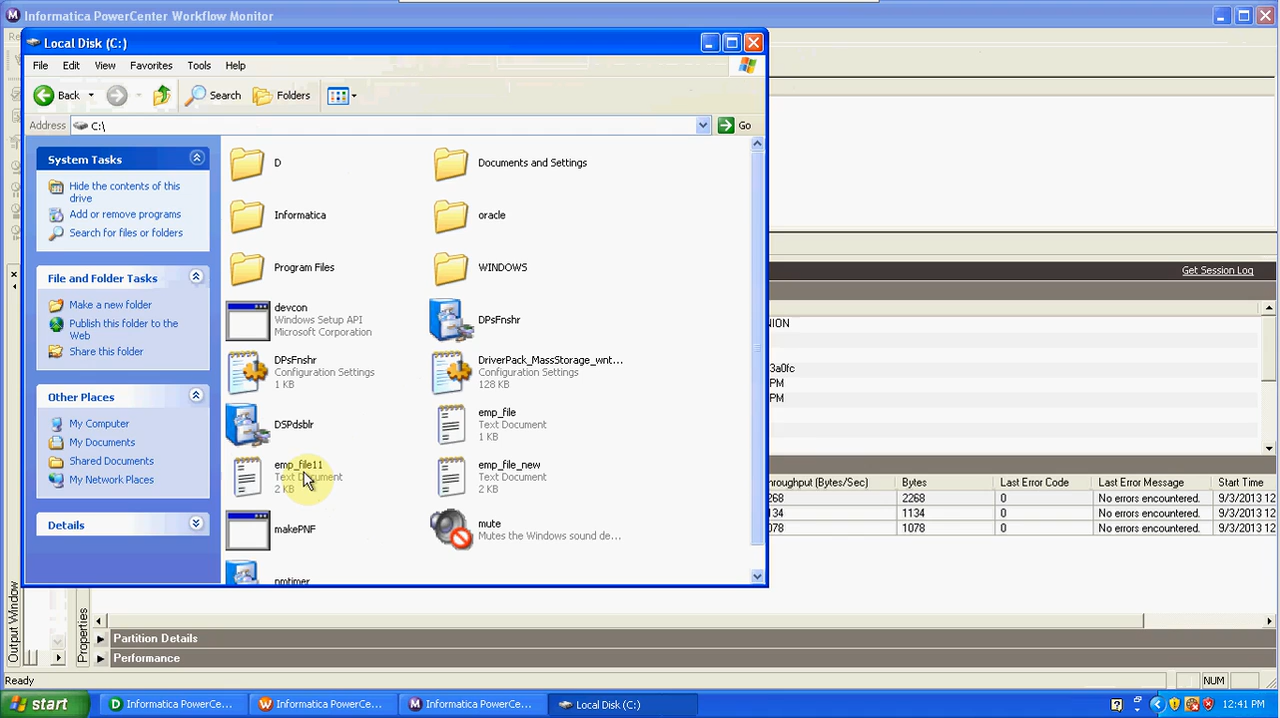 Informatica PowerCenter Workflow Monitor
Local Disk (C:)
File Edit View Favorites Tools Help
Back Search Folders
Address C:\ Go
System Tasks
Hide the contents of this
drive
Add or remove programs
Search for files or folders
File and Folder Tasks
Make a new folder
Publish this folder to the
Web
Share this folder
Other Places
My Computer
My Documents
Shared Documents
My Network Places
Details
D
Documents and Settings
Informatica
oracle
Program Files
WINDOWS
devcon
Windows Setup API
Microsoft Corporation
DPsFnshr
DPsFnshr
Configuration Settings
1 KB
DriverPack_MassStorage_wnt...
Configuration Settings
128 KB
DSPdsblr
emp_file
Text Document
1 KB
emp_file11
Text Document
2 KB
emp_file_new
Text Document
2 KB
makePNF
mute
Mutes the Windows sound de...
pmtimer
Get Session Log
NION
3a0fc
PM
PM
hroughput (Bytes/Sec) Bytes Last Error Code Last Error Message Start Time
268 2268 0 No errors encountered. 9/3/2013 12
134 1134 0 No errors encountered. 9/3/2013 12
078 1078 0 No errors encountered. 9/3/2013 12
Output Window
Properties
Partition Details
Performance
Ready
NUM
start
Informatica PowerCe...
Informatica PowerCe...
Informatica PowerCe...
Local Disk (C:)
12:41 PM